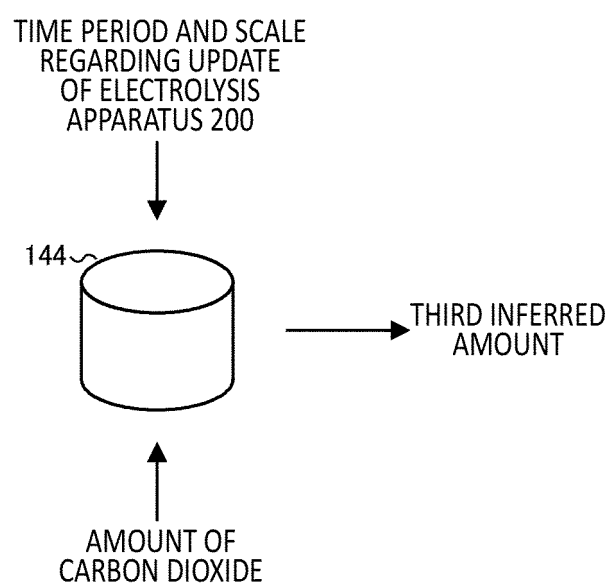 TIME PERIOD AND SCALE
REGARDING UPDATE
OF ELECTROLYSIS
APPARATUS 200
144
THIRD INFERRED
AMOUNT
AMOUNT OF
CARBON DIOXIDE